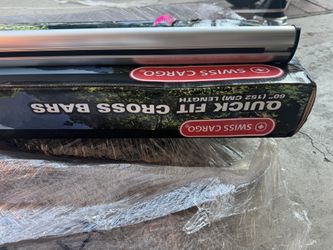 SWISS CARGO
QUICK FIT CROSS BARS
60" (152 CM) LENGTH
SWISS CARGO